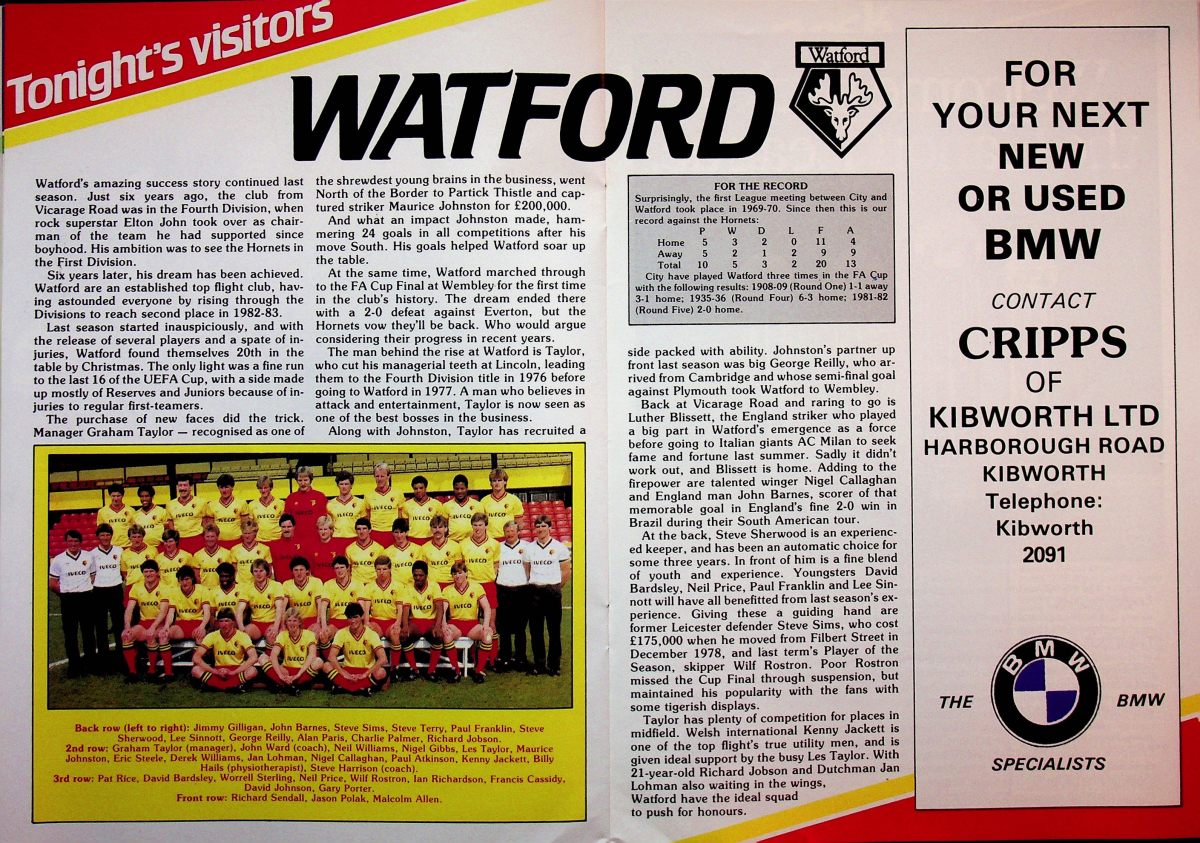 Tonight's visitors
WATFORD
Watford
Watford's amazing success story continued last
season. Just six years ago, the club from
Vicarage Road was in the Fourth Division, when
rock superstar Elton John took over as chair-
man of the team he had supported since
boyhood. His ambition was to see the Hornets in
the First Division.
Six years later, his dream has been achieved.
Watford are an established top flight club, hav-
ing astounded everyone by rising through the
Divisions to reach second place in 1982-83.
Last season started inauspiciously, and with
the release of several players and a spate of in-
juries, Watford found themselves 20th in the
table by Christmas. The only light was a fine run
to the last 16 of the UEFA Cup, with a side made
up mostly of Reserves and Juniors because of in-
juries to regular first-teamers.
The purchase of new faces did the trick.
Manager Graham Taylor — recognised as one of
the shrewdest young brains in the business, went
North of the Border to Partick Thistle and cap-
tured striker Maurice Johnston for £200,000.
And what an impact Johnston made, ham-
mering 24 goals in all competitions after his
move South. His goals helped Watford soar up
the table.
At the same time, Watford marched through
to the FA Cup Final at Wembley for the first time
in the club's history. The dream ended there
with a 2-0 defeat against Everton, but the
Hornets vow they'll be back. Who would argue
considering their progress in recent years.
The man behind the rise at Watford is Taylor,
who cut his managerial teeth at Lincoln, leading
them to the Fourth Division title in 1976 before
going to Watford in 1977. A man who believes in
attack and entertainment, Taylor is now seen as
one of the best bosses in the business.
Along with Johnston, Taylor has recruited a
FOR THE RECORD
Surprisingly, the first League meeting between City and
Watford took place in 1969-70. Since then this is our
record against the Hornets:
P W D L F A
Home 5 3 2 0 11 4
Away 5 2 1 2 9 9
Total 10 5 3 2 20 13
City have played Watford three times in the FA Cup
with the following results: 1908-09 (Round One) 1-1 away
3-1 home; 1935-36 (Round Four) 6-3 home; 1981-82
(Round Five) 2-0 home.
side packed with ability. Johnston's partner up
front last season was big George Reilly, who ar-
rived from Cambridge and whose semi-final goal
against Plymouth took Watford to Wembley.
Back at Vicarage Road and raring to go is
Luther Blissett, the England striker who played
a big part in Watford's emergence as a force
before going to Italian giants AC Milan to seek
fame and fortune last summer. Sadly it didn't
work out, and Blissett is home. Adding to the
firepower are talented winger Nigel Callaghan
and England man John Barnes, scorer of that
memorable goal in England's fine 2-0 win in
Brazil during their South American tour.
At the back, Steve Sherwood is an experienc-
ed keeper, and has been an automatic choice for
some three years. In front of him is a fine blend
of youth and experience. Youngsters David
Bardsley, Neil Price, Paul Franklin and Lee Sin-
nott will have all benefitted from last season's ex-
perience. Giving these a guiding hand are
former Leicester defender Steve Sims, who cost
£175,000 when he moved from Filbert Street in
December 1978, and last term's Player of the
Season, skipper Wilf Rostron. Poor Rostron
missed the Cup Final through suspension, but
maintained his popularity with the fans with
some tigerish displays.
Taylor has plenty of competition for places in
midfield. Welsh international Kenny Jackett is
one of the top flight's true utility men, and is
given ideal support by the busy Les Taylor. With
21-year-old Richard Jobson and Dutchman Jan
Lohman also waiting in the wings,
Watford have the ideal squad
to push for honours.
Back row (left to right): Jimmy Gilligan, John Barnes, Steve Sims, Steve Terry, Paul Franklin, Steve
Sherwood, Lee Sinnott, George Reilly, Alan Paris, Charlie Palmer, Richard Jobson.
2nd row: Graham Taylor (manager), John Ward (coach), Neil Williams, Nigel Gibbs, Les Taylor, Maurice
Johnston, Eric Steele, Derek Williams, Jan Lohman, Nigel Callaghan, Paul Atkinson, Kenny Jackett, Billy
Hails (physiotherapist), Steve Harrison (coach).
3rd row: Pat Rice, David Bardsley, Worrell Sterling, Neil Price, Wilf Rostron, Ian Richardson, Francis Cassidy,
David Johnson, Gary Porter.
Front row: Richard Sendall, Jason Polak, Malcolm Allen.
FOR
YOUR NEXT
NEW
OR USED
BMW
CONTACT
CRIPPS
OF
KIBWORTH LTD
HARBOROUGH ROAD
KIBWORTH
Telephone:
Kibworth
2091
BMW
THE BMW
SPECIALISTS